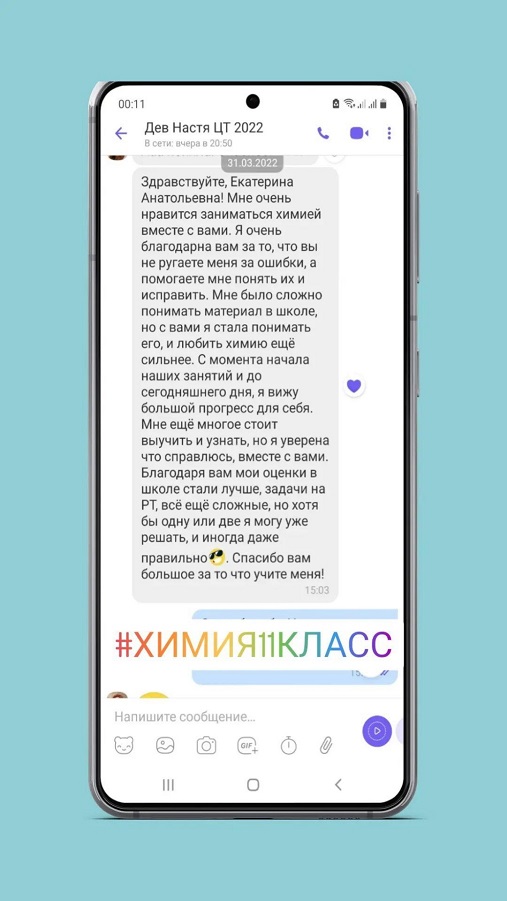 00:11
Дев Настя ЦТ 2022
В сети: вчера в 20:50
31.03.2022
Здравствуйте, Екатерина
Анатольевна! Мне очень
нравится заниматься химией
вместе с вами. Я очень
благодарна вам за то, что вы
не ругаете меня за ошибки, а
помогаете мне понять их и
исправить. Мне было сложно
понимать материал в школе,
но с вами я стала понимать
его, и любить химию ещё
сильнее. С момента начала
наших занятий и до
сегодняшнего дня, я вижу
большой прогресс для себя.
Мне ещё многое стоит
выучить и узнать, но я уверена
что справлюсь, вместе с вами.
Благодаря вам мои оценки в
школе стали лучше, задачи на
РТ, всё ещё сложные, но хотя
бы одну или две я могу уже
решать, и иногда даже
правильно😎. Спасибо вам
большое за то что учите меня!
15:03
#ХИМИЯ11КЛАСС
Напишите сообщение...
GIF